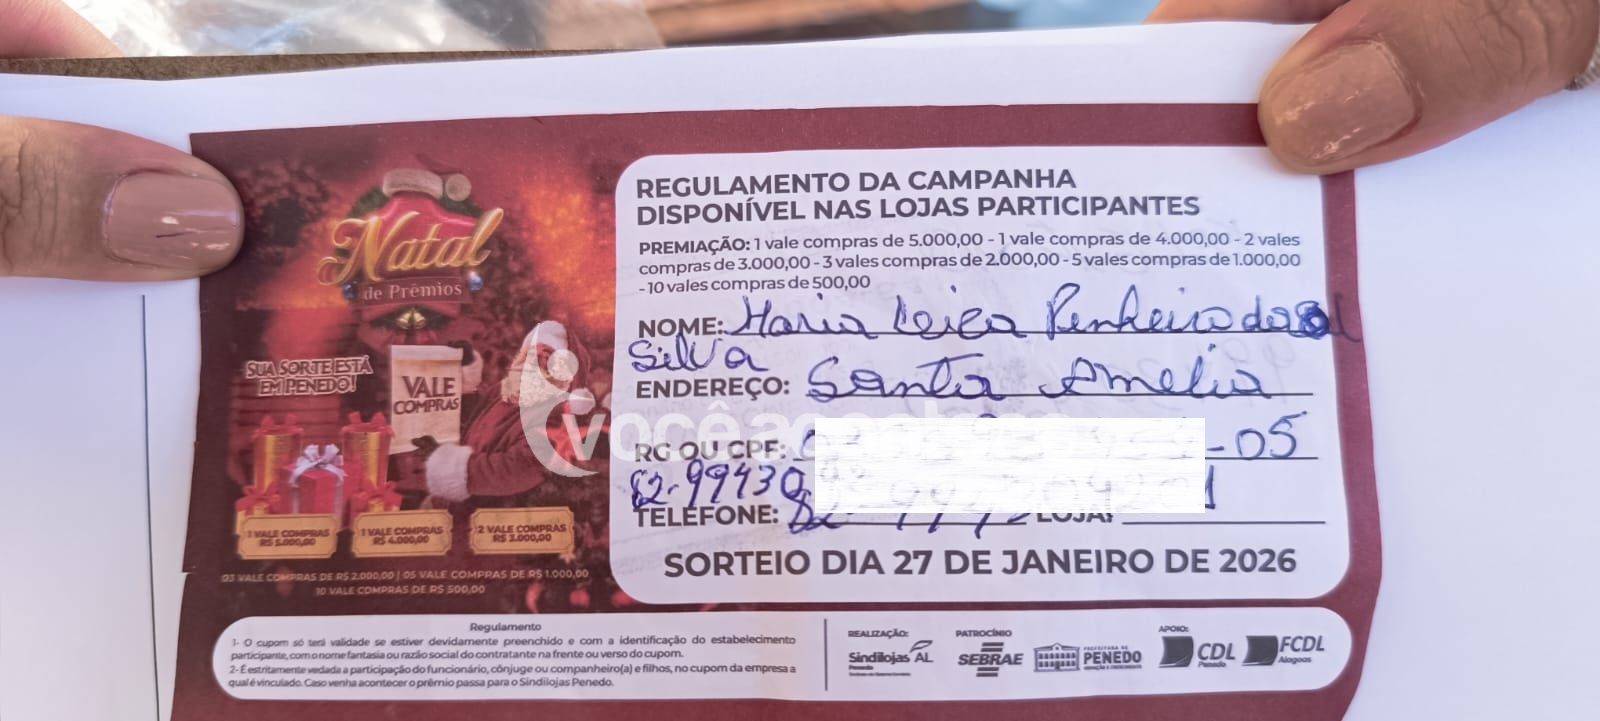 Natal
de Prêmios
SUA SORTE ESTÁ
EM PENEDO!
VALE
COMPRAS
1 VALE COMPRAS
R$ 5.000,00
1 VALE COMPRAS
R$ 4.000,00
2 VALE COMPRAS
R$ 3.000,00
03 VALE COMPRAS DE R$ 2.000,00 | 05 VALE COMPRAS DE R$ 1.000,00
10 VALE COMPRAS DE R$ 500,00
REGULAMENTO DA CAMPANHA
DISPONÍVEL NAS LOJAS PARTICIPANTES
PREMIAÇÃO: 1 vale compras de 5.000,00 - 1 vale compras de 4.000,00 - 2 vales
compras de 3.000,00 - 3 vales compras de 2.000,00 - 5 vales compras de 1.000,00
- 10 vales compras de 500,00
NOME: Maria Pinheiro da
Silva
ENDEREÇO: Santa Amelia
RG OU CPF: -05
82-99430
TELEFONE: 82 LOJA:
SORTEIO DIA 27 DE JANEIRO DE 2026
você
Regulamento
1- O cupom só terá validade se estiver devidamente preenchido e com a identificação do estabelecimento
participante, com o nome fantasia ou razão social do contratante na frente ou verso do cupom.
2- É estritamente vedada a participação do funcionário, cônjuge ou companheiro(a) e filhos, no cupom da empresa a
qual é vinculado. Caso venha acontecer o prêmio passa para o Sindilojas Penedo.
REALIZAÇÃO:
Sindilojas AL
Penedo
PATROCÍNIO
SEBRAE
PREFEITURA DE
PENEDO
APOIO:
CDL
Penedo
FCDL
Alagoas